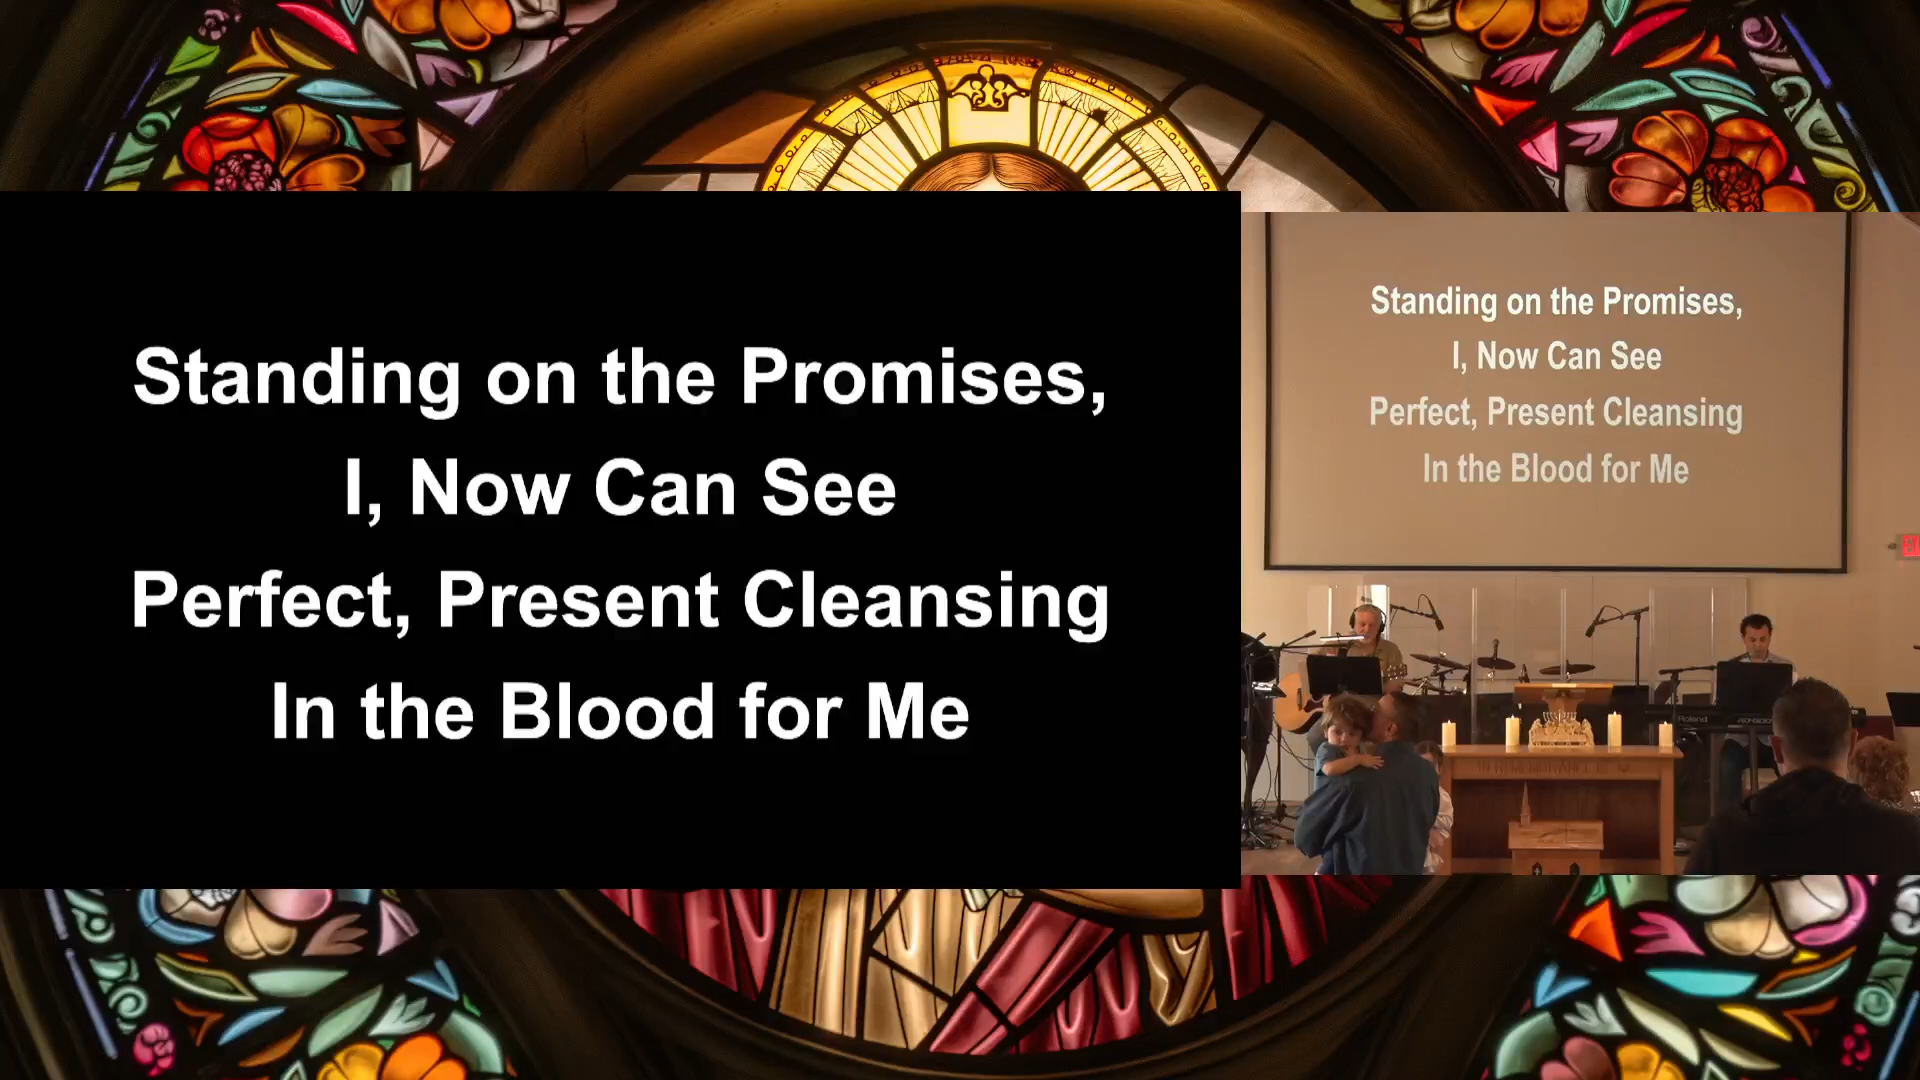 Standing on the Promises,
I, Now Can See
Perfect, Present Cleansing
In the Blood for Me
Standing on the Promises,
I, Now Can See
Perfect, Present Cleansing
In the Blood for Me
Roland